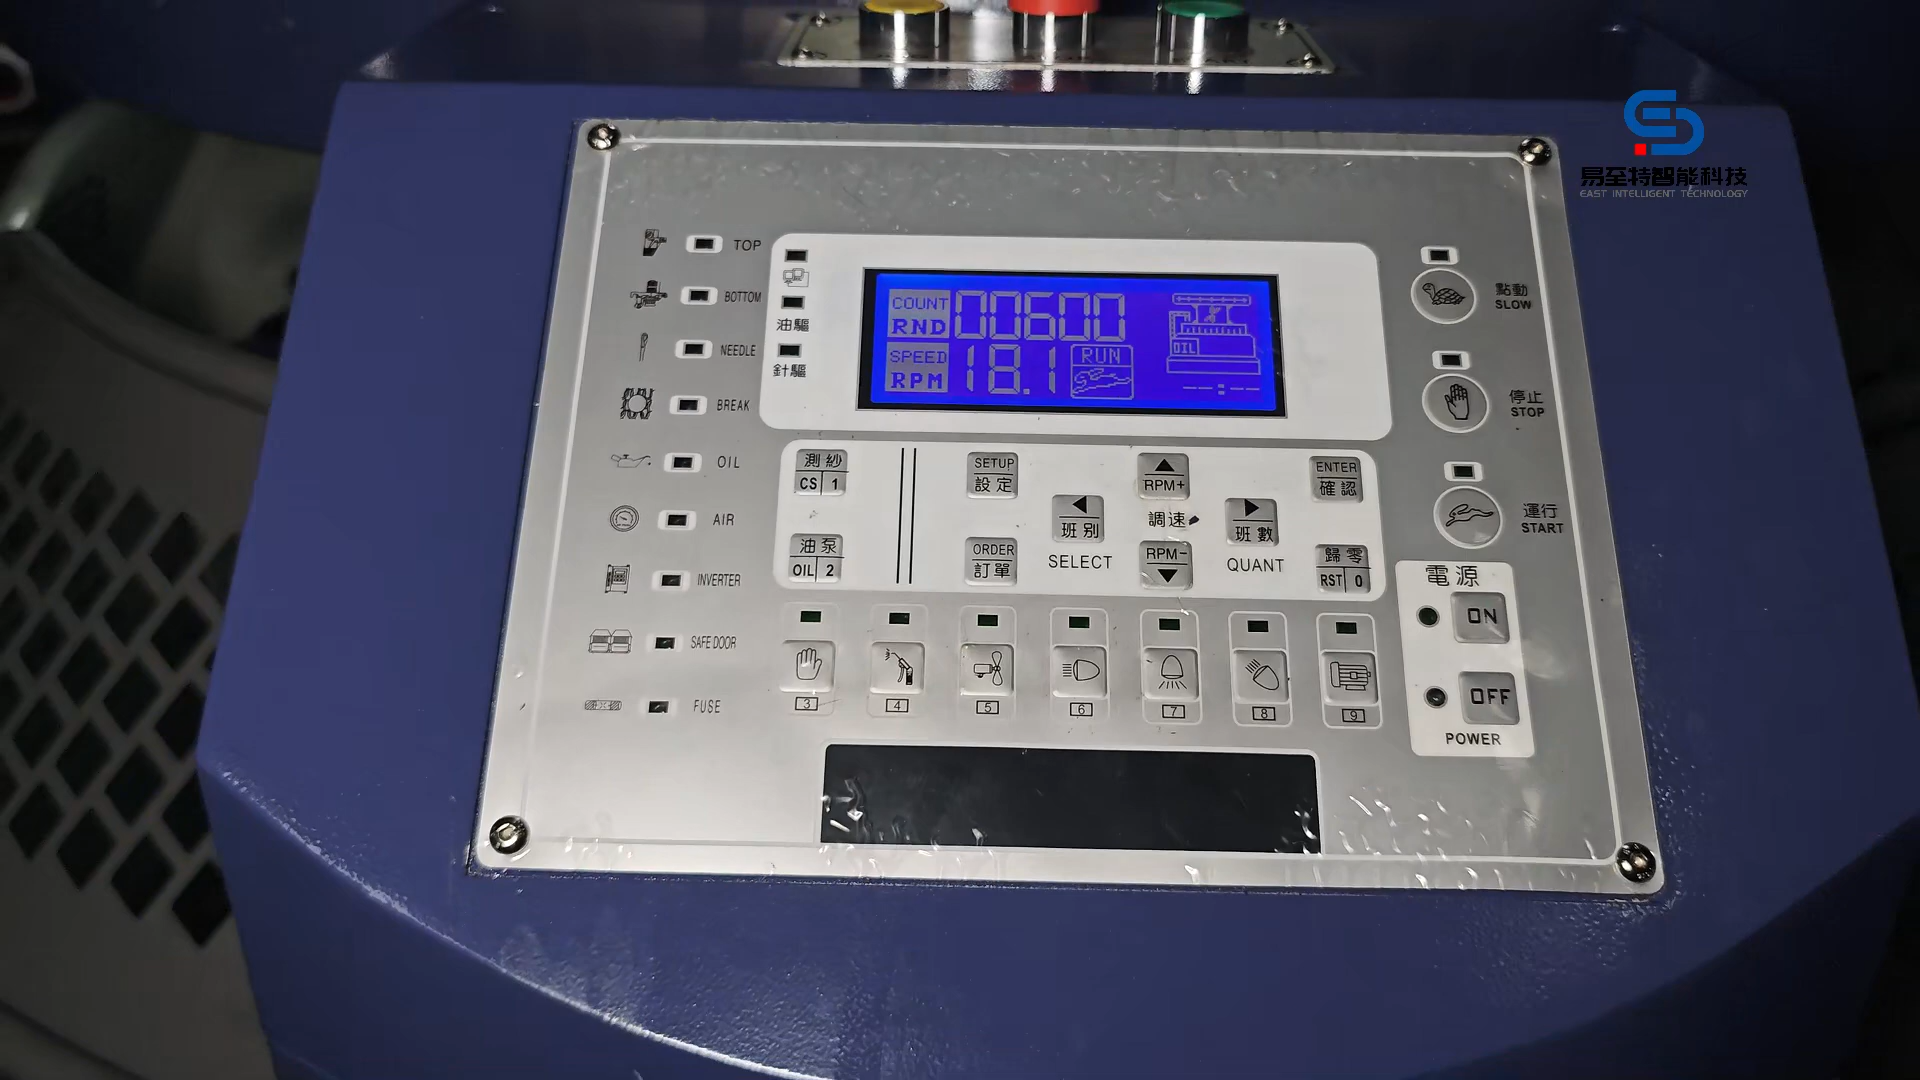 易至特智能科技
EAST INTELLIGENT TECHNOLOGY
TOP
BOTTOM
NEEDLE
BREAK
OIL
AIR
INVERTER
SAFE DOOR
FUSE
油驅
針驅
COUNT 00600
RND
SPEED 18.1 RUN
RPM
OIL
--:--
點動
SLOW
停止
STOP
運行
START
測紗
CS 1
SETUP
設定
RPM+
ENTER
確認
班别
SELECT
調速
班數
QUANT
油泵
OIL 2
ORDER
訂單
RPM-
歸零
RST 0
3
4
5
6
7
8
9
電源
ON
OFF
POWER